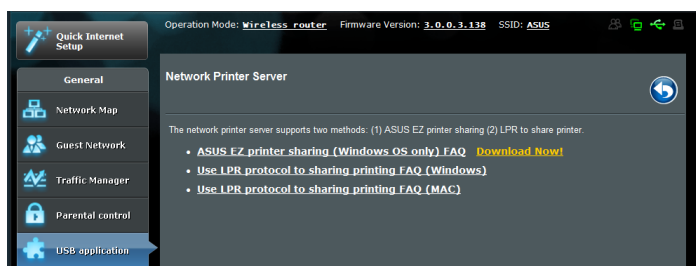 Operation Mode: Wireless router Firmware Version: 3.0.0.3.138 SSID: ASUS
Quick Internet
Setup
General
Network Map
Guest Network
Traffic Manager
Parental control
USB application
Network Printer Server
The network printer server supports two methods: (1) ASUS EZ printer sharing (2) LPR to share printer.
ASUS EZ printer sharing (Windows OS only) FAQ Download Now!
Use LPR protocol to sharing printing FAQ (Windows)
Use LPR protocol to sharing printing FAQ (MAC)